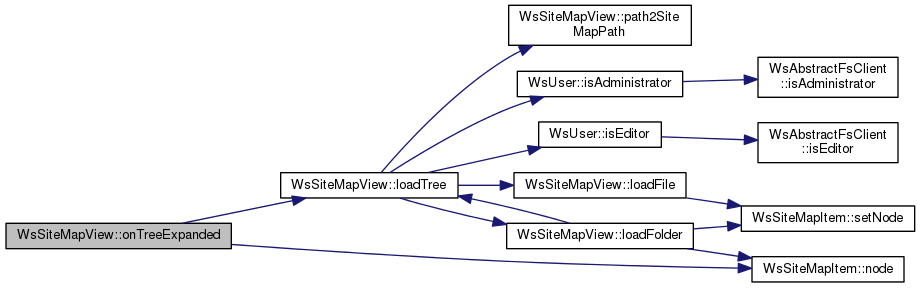 WsSiteMapView::path2Site
MapPath
WsUser::isAdministrator
WsAbstractFsClient
::isAdministrator
WsUser::isEditor
WsAbstractFsClient
::isEditor
WsSiteMapView::loadTree
WsSiteMapView::loadFile
WsSiteMapItem::setNode
WsSiteMapView::onTreeExpanded
WsSiteMapView::loadFolder
WsSiteMapItem::node